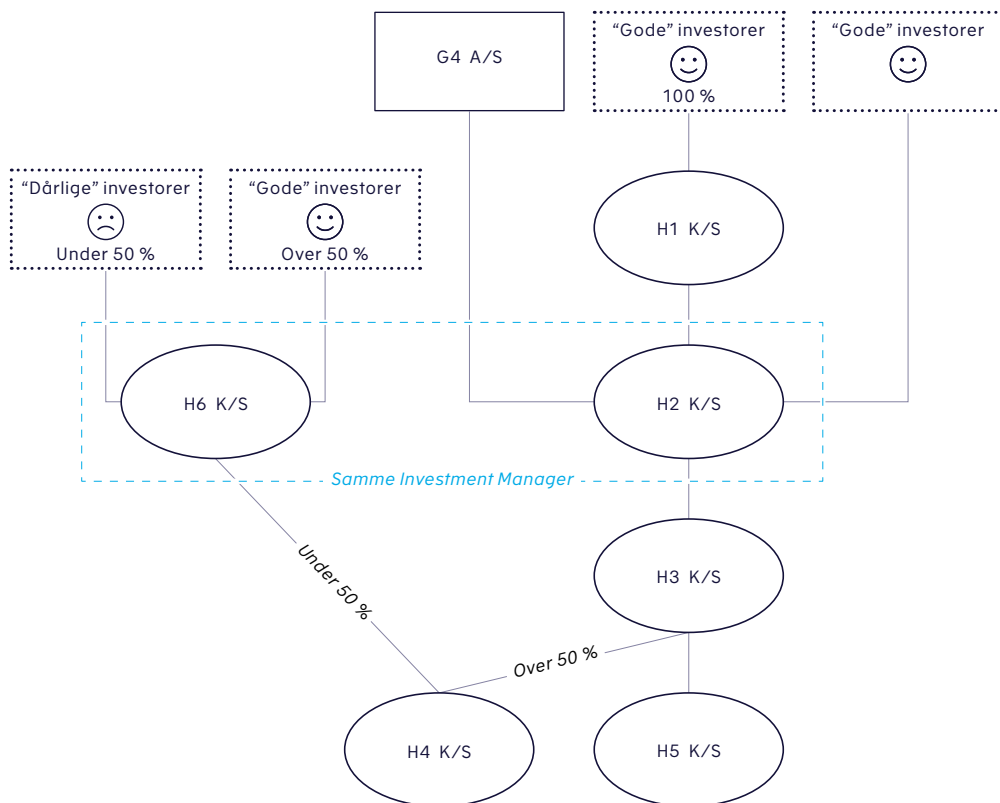 G4 A/S
“Gode” investorer
100 %
“Gode” investorer
“Dårlige” investorer
Under 50 %
“Gode” investorer
Over 50 %
H1 K/S
H6 K/S
H2 K/S
Samme Investment Manager
Under 50 %
H3 K/S
Over 50 %
H4 K/S
H5 K/S